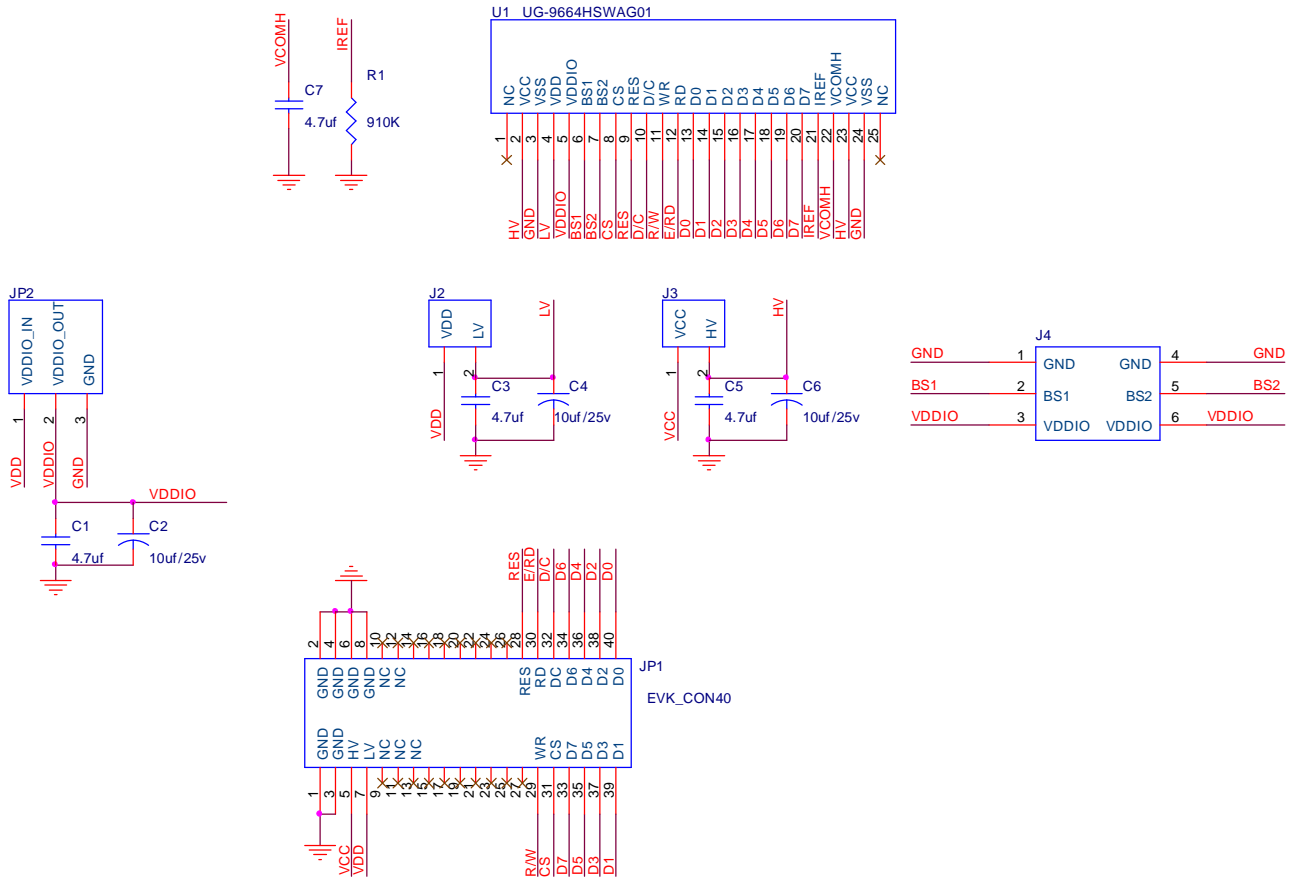 U1 UG-9664HSWAG01
VCOMH
IREF
C7
4.7uf
R1
910K
NC VCC VSS VDD VDDIO BS1 BS2 CS RES D/C WR RD D0 D1 D2 D3 D4 D5 D6 D7 IREF VCOMH VCC VSS NC
1 2 3 4 5 6 7 8 9 10 11 12 13 14 15 16 17 18 19 20 21 22 23 24 25
HV GND LV VDDIO BS1 BS2 CS RES D/C R/W E/RD D0 D1 D2 D3 D4 D5 D6 D7 IREF VCOMH HV GND
JP2
VDDIO_IN VDDIO_OUT GND
1 2 3
VDD VDDIO GND
VDDIO
C1
4.7uf
C2
10uf/25v
J2
VDD LV
1 2
VDD
LV
C3
4.7uf
C4
10uf/25v
J3
VCC HV
1 2
VCC
HV
C5
4.7uf
C6
10uf/25v
J4
GND 1 GND GND 4 GND
BS1 2 BS1 BS2 5 BS2
VDDIO 3 VDDIO VDDIO 6 VDDIO
RES E/RD D/C D6 D4 D2 D0
2 4 6 8 10 12 14 16 18 20 22 24 26 28 30 32 34 36 38 40
GND GND GND GND NC NC RES RD DC D6 D4 D2 D0
JP1
EVK_CON40
GND GND HV LV NC NC NC WR CS D7 D5 D3 D1
1 3 5 7 9 11 13 15 17 19 21 23 25 27 29 31 33 35 37 39
VCC VDD R/W CS D7 D5 D3 D1